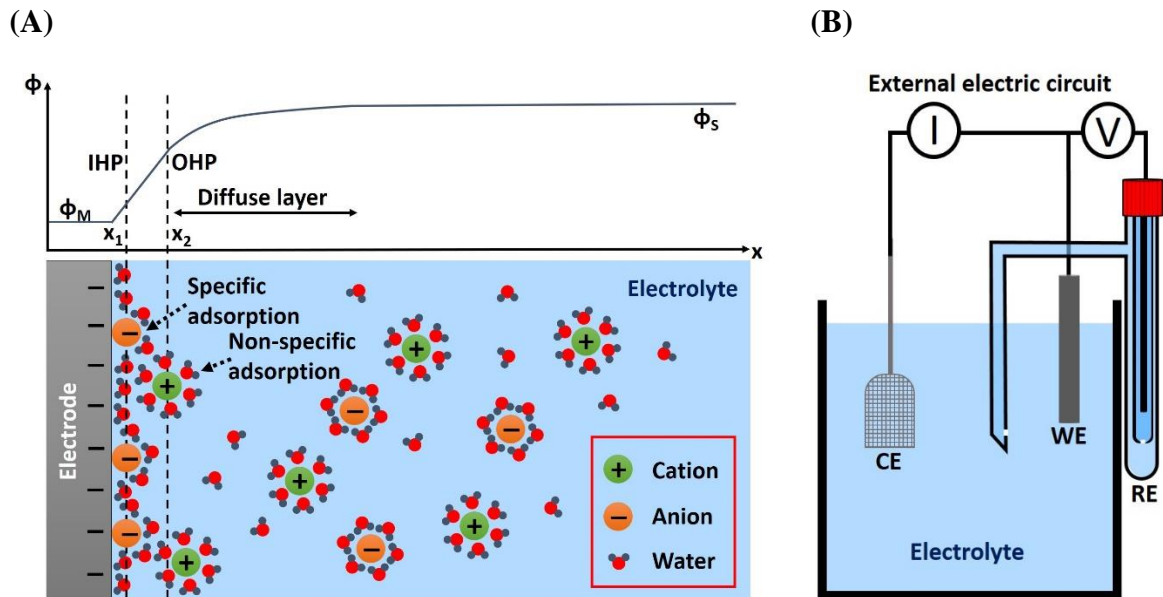 (A)
ϕ
ϕS
IHP
OHP
Diffuse layer
ϕM
x1
x2
x
Specific
adsorption
Electrolyte
Non-specific
adsorption
Electrode
− − − − − − − −
+ Cation
− Anion
Water
(B)
External electric circuit
I
V
CE
WE
RE
Electrolyte